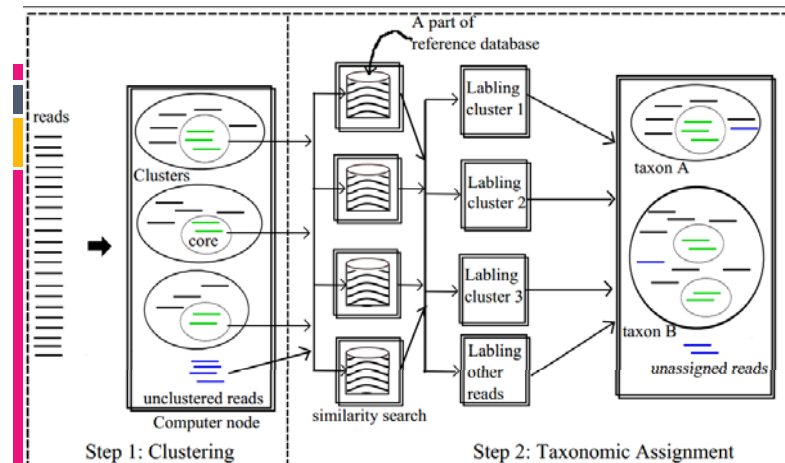 A part of
reference database
reads
Clusters
core
unclustered reads
Computer node
similarity search
Labling
cluster 1
Labling
cluster 2
Labling
cluster 3
Labling
other
reads
taxon A
taxon B
unassigned reads
Step 1: Clustering
Step 2: Taxonomic Assignment